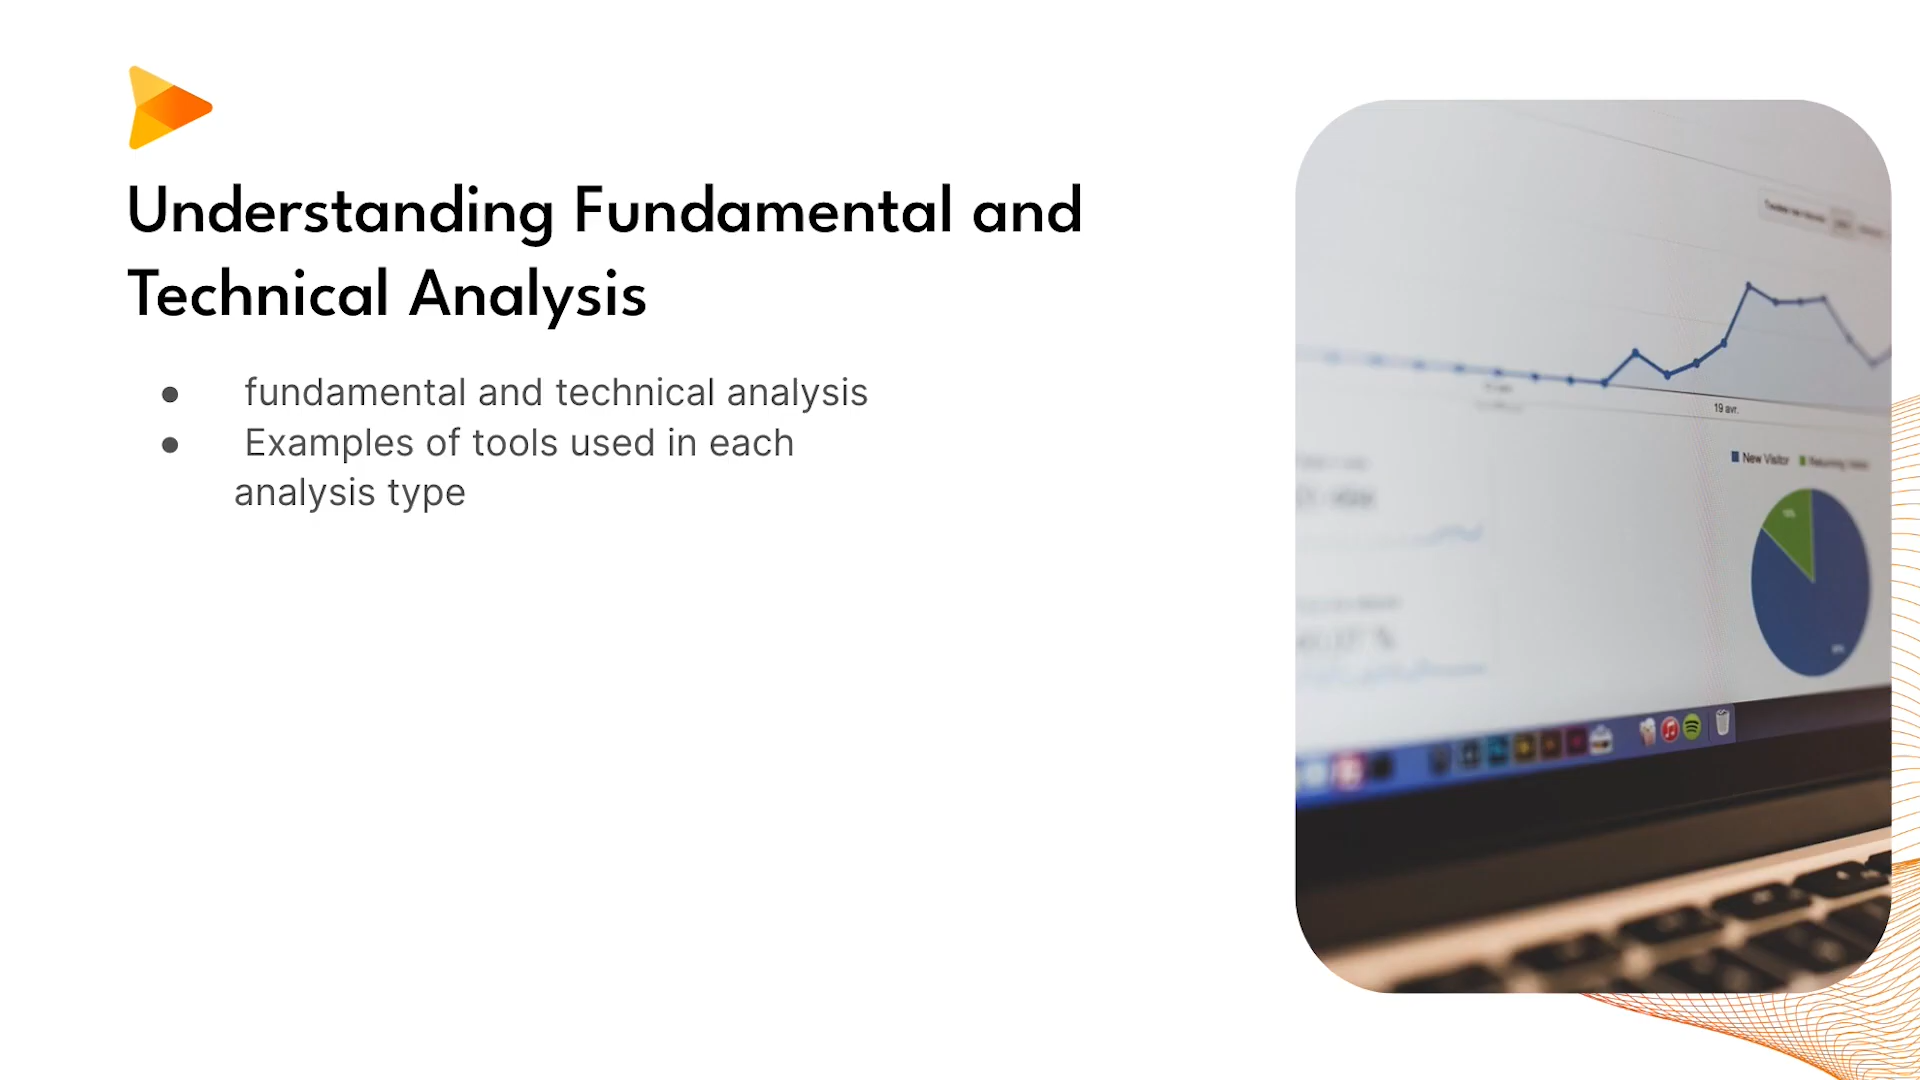 Understanding Fundamental and
Technical Analysis
● fundamental and technical analysis
● Examples of tools used in each
analysis type
19 avr.
New Visitor